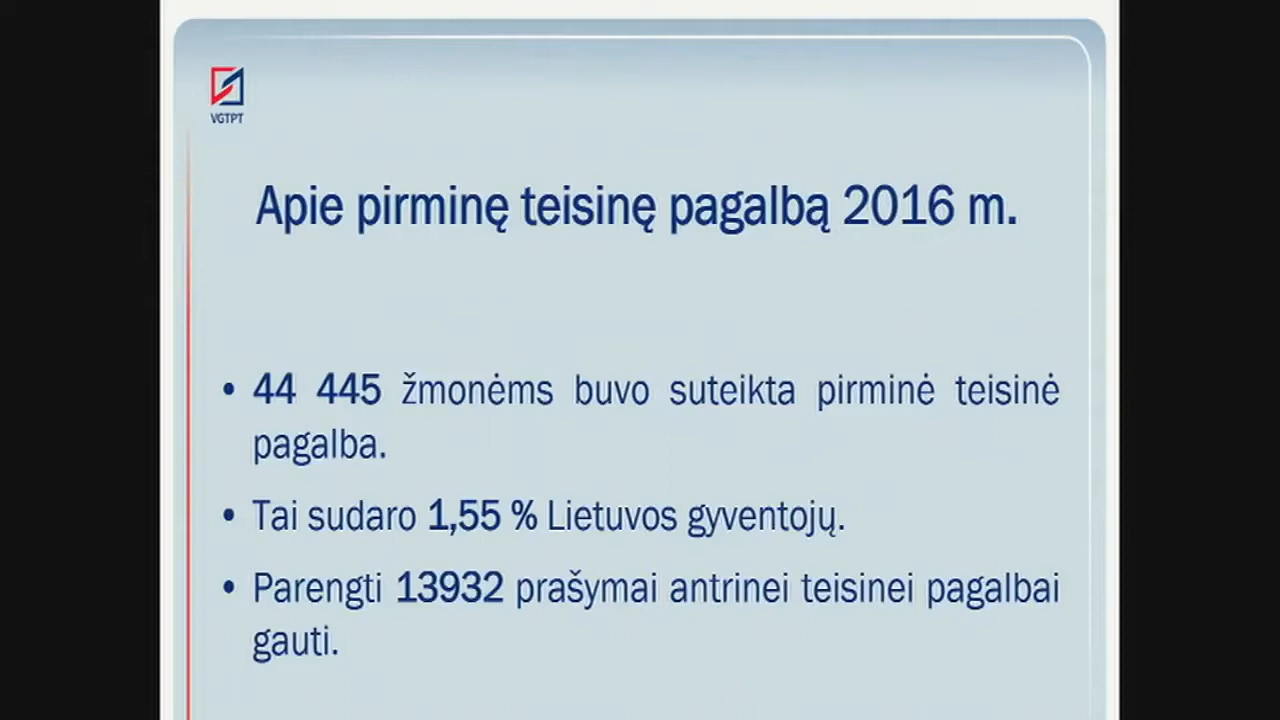 VGTPT
Apie pirminę teisinę pagalbą 2016 m.
• 44 445 žmonėms buvo suteikta pirminė teisinė
pagalba.
• Tai sudaro 1,55 % Lietuvos gyventojų.
• Parengti 13932 prašymai antrinei teisinei pagalbai
gauti.